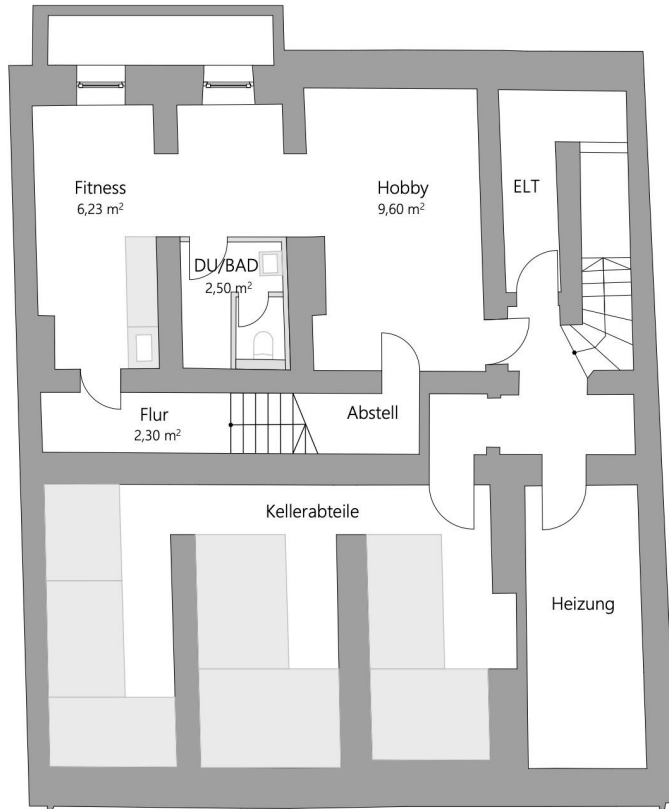 Fitness
6,23 m²
Hobby
9,60 m²
ELT
DU/BAD
2,50 m²
Flur
2,30 m²
Abstell
Kellerabteile
Heizung